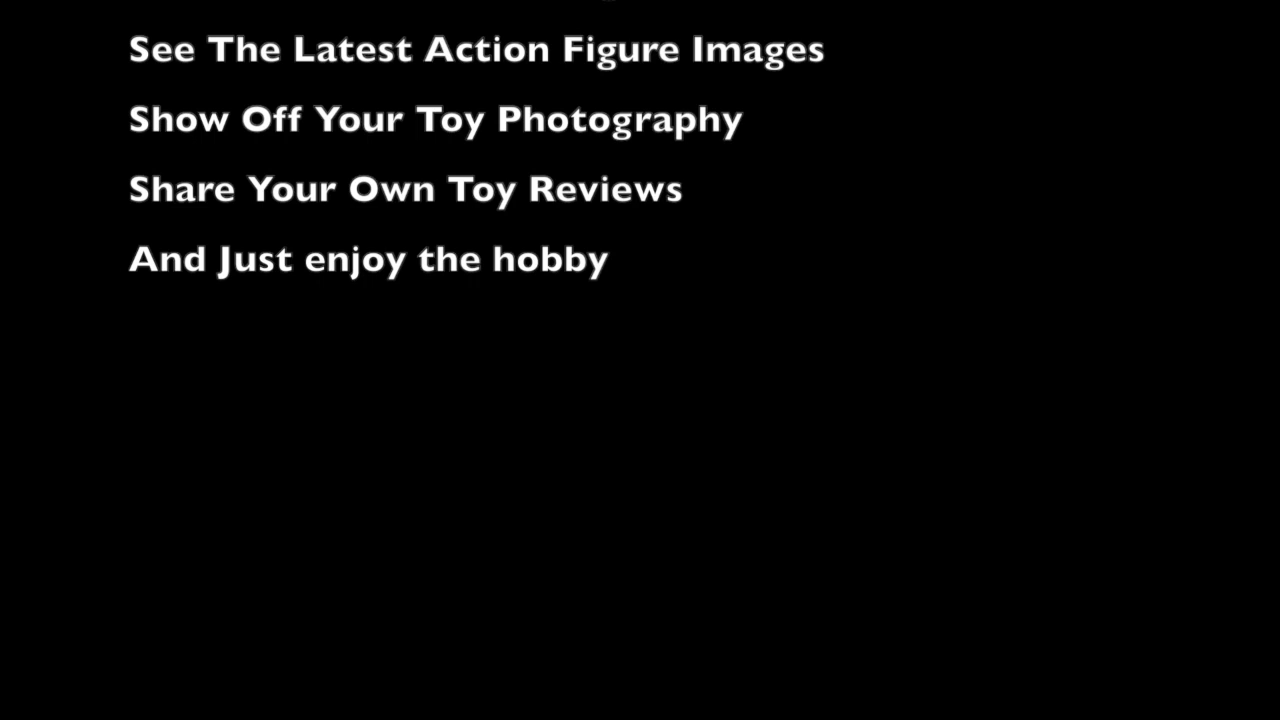 See The Latest Action Figure Images
Show Off Your Toy Photography
Share Your Own Toy Reviews
And Just enjoy the hobby